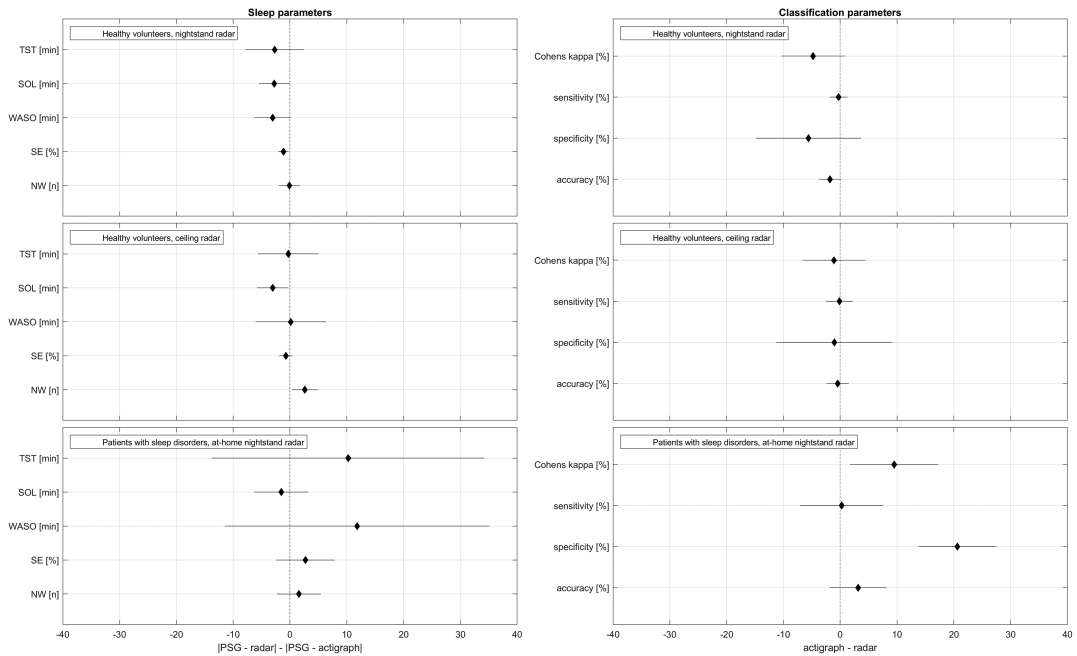 Sleep parameters
Healthy volunteers, nightstand radar
TST [min]
SOL [min]
WASO [min]
SE [%]
NW [n]
Healthy volunteers, ceiling radar
TST [min]
SOL [min]
WASO [min]
SE [%]
NW [n]
Patients with sleep disorders, at-home nightstand radar
TST [min]
SOL [min]
WASO [min]
SE [%]
NW [n]
-40 -30 -20 -10 0 10 20 30 40
|PSG - radar| - |PSG - actigraph|
Classification parameters
Healthy volunteers, nightstand radar
Cohens kappa [%]
sensitivity [%]
specificity [%]
accuracy [%]
Healthy volunteers, ceiling radar
Cohens kappa [%]
sensitivity [%]
specificity [%]
accuracy [%]
Patients with sleep disorders, at-home nightstand radar
Cohens kappa [%]
sensitivity [%]
specificity [%]
accuracy [%]
-40 -30 -20 -10 0 10 20 30 40
actigraph - radar